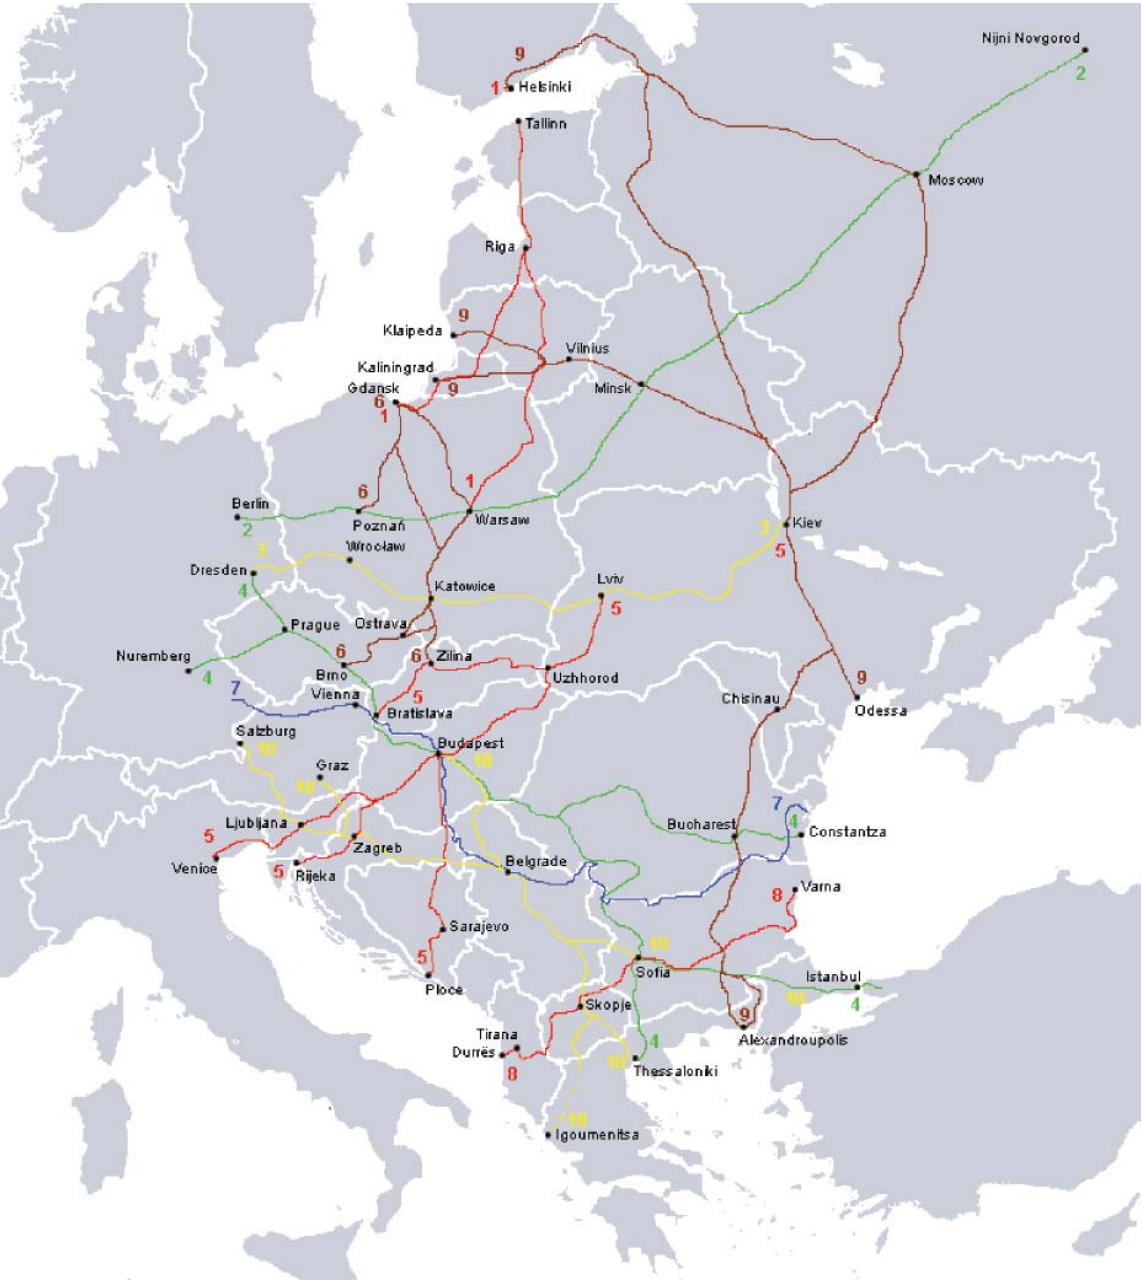 Nijni Novgorod
9
2
1 Helsinki
Tallinn
Moscow
Riga
9
Klaipeda
Vilnius
Kaliningrad
Minsk
9
Gdansk
6
1
1
6
Berlin
2
Poznań
Warsaw
3
Kiev
5
Wrocław
3
Dresden
4
Katowice
Lviv
5
Ostrava
Prague
Nuremberg
4
6
Brno
6 Zilina
Uzhhorod
9
Odessa
Chisinau
7
Vienna
5
Bratislava
Salzburg
10
Budapest
10
Graz
10
7
4
Constantza
Bucharest
Ljubljana
5
Venice
Zagreb
5
Rijeka
Belgrade
8
Varna
Sarajevo
5
Ploce
10
Sofia
Istanbul
10
4
Skopje
9
Alexandroupolis
Tirana
Durrës
8
4
10
Thessaloniki
10
Igoumenitsa